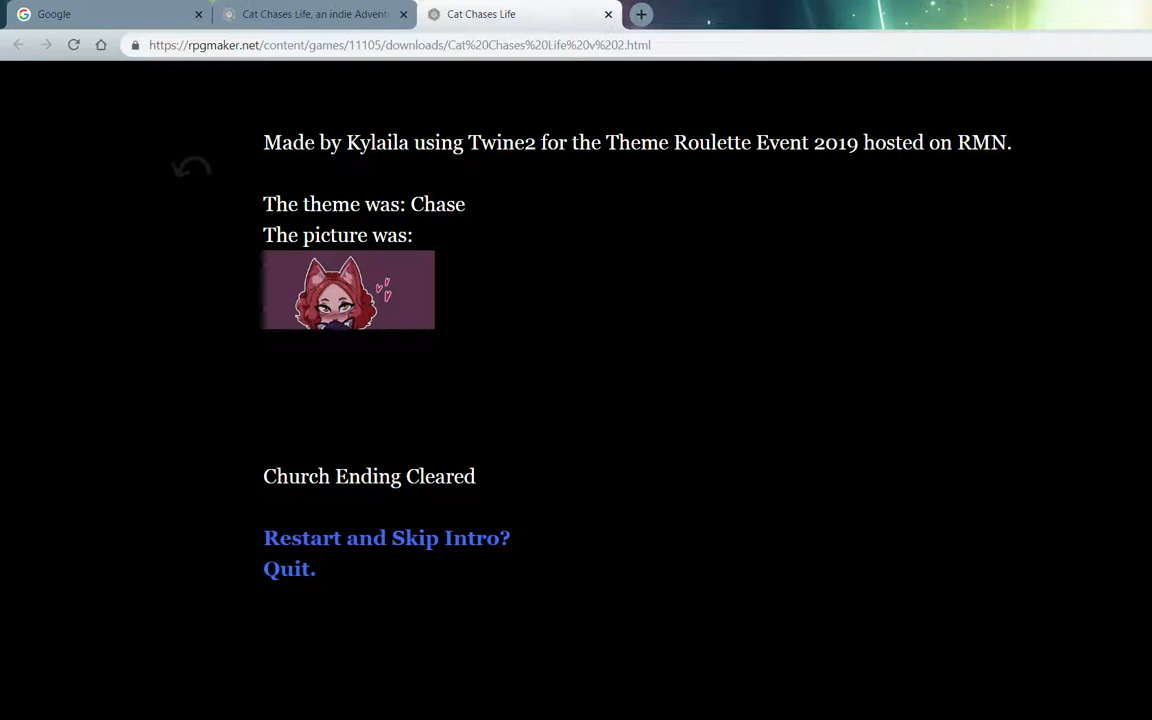 Google
Cat Chases Life, an indie Advent
Cat Chases Life
https://rpgmaker.net/content/games/11105/downloads/Cat%20Chases%20Life%20v%202.html
Made by Kylaila using Twine2 for the Theme Roulette Event 2019 hosted on RMN.
The theme was: Chase
The picture was:
Church Ending Cleared
Restart and Skip Intro?
Quit.